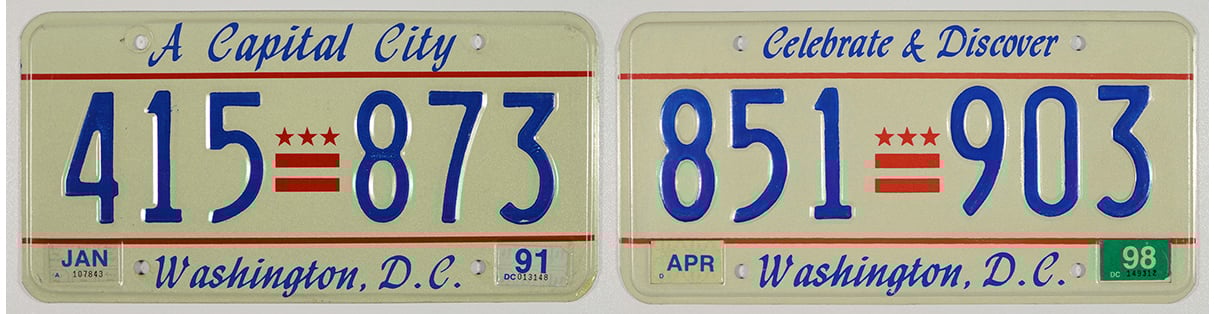 A Capital City
415 873
JAN 91
A 107843 DC013148
Washington, D.C.
Celebrate & Discover
851 903
APR 98
D DC 149312
Washington, D.C.